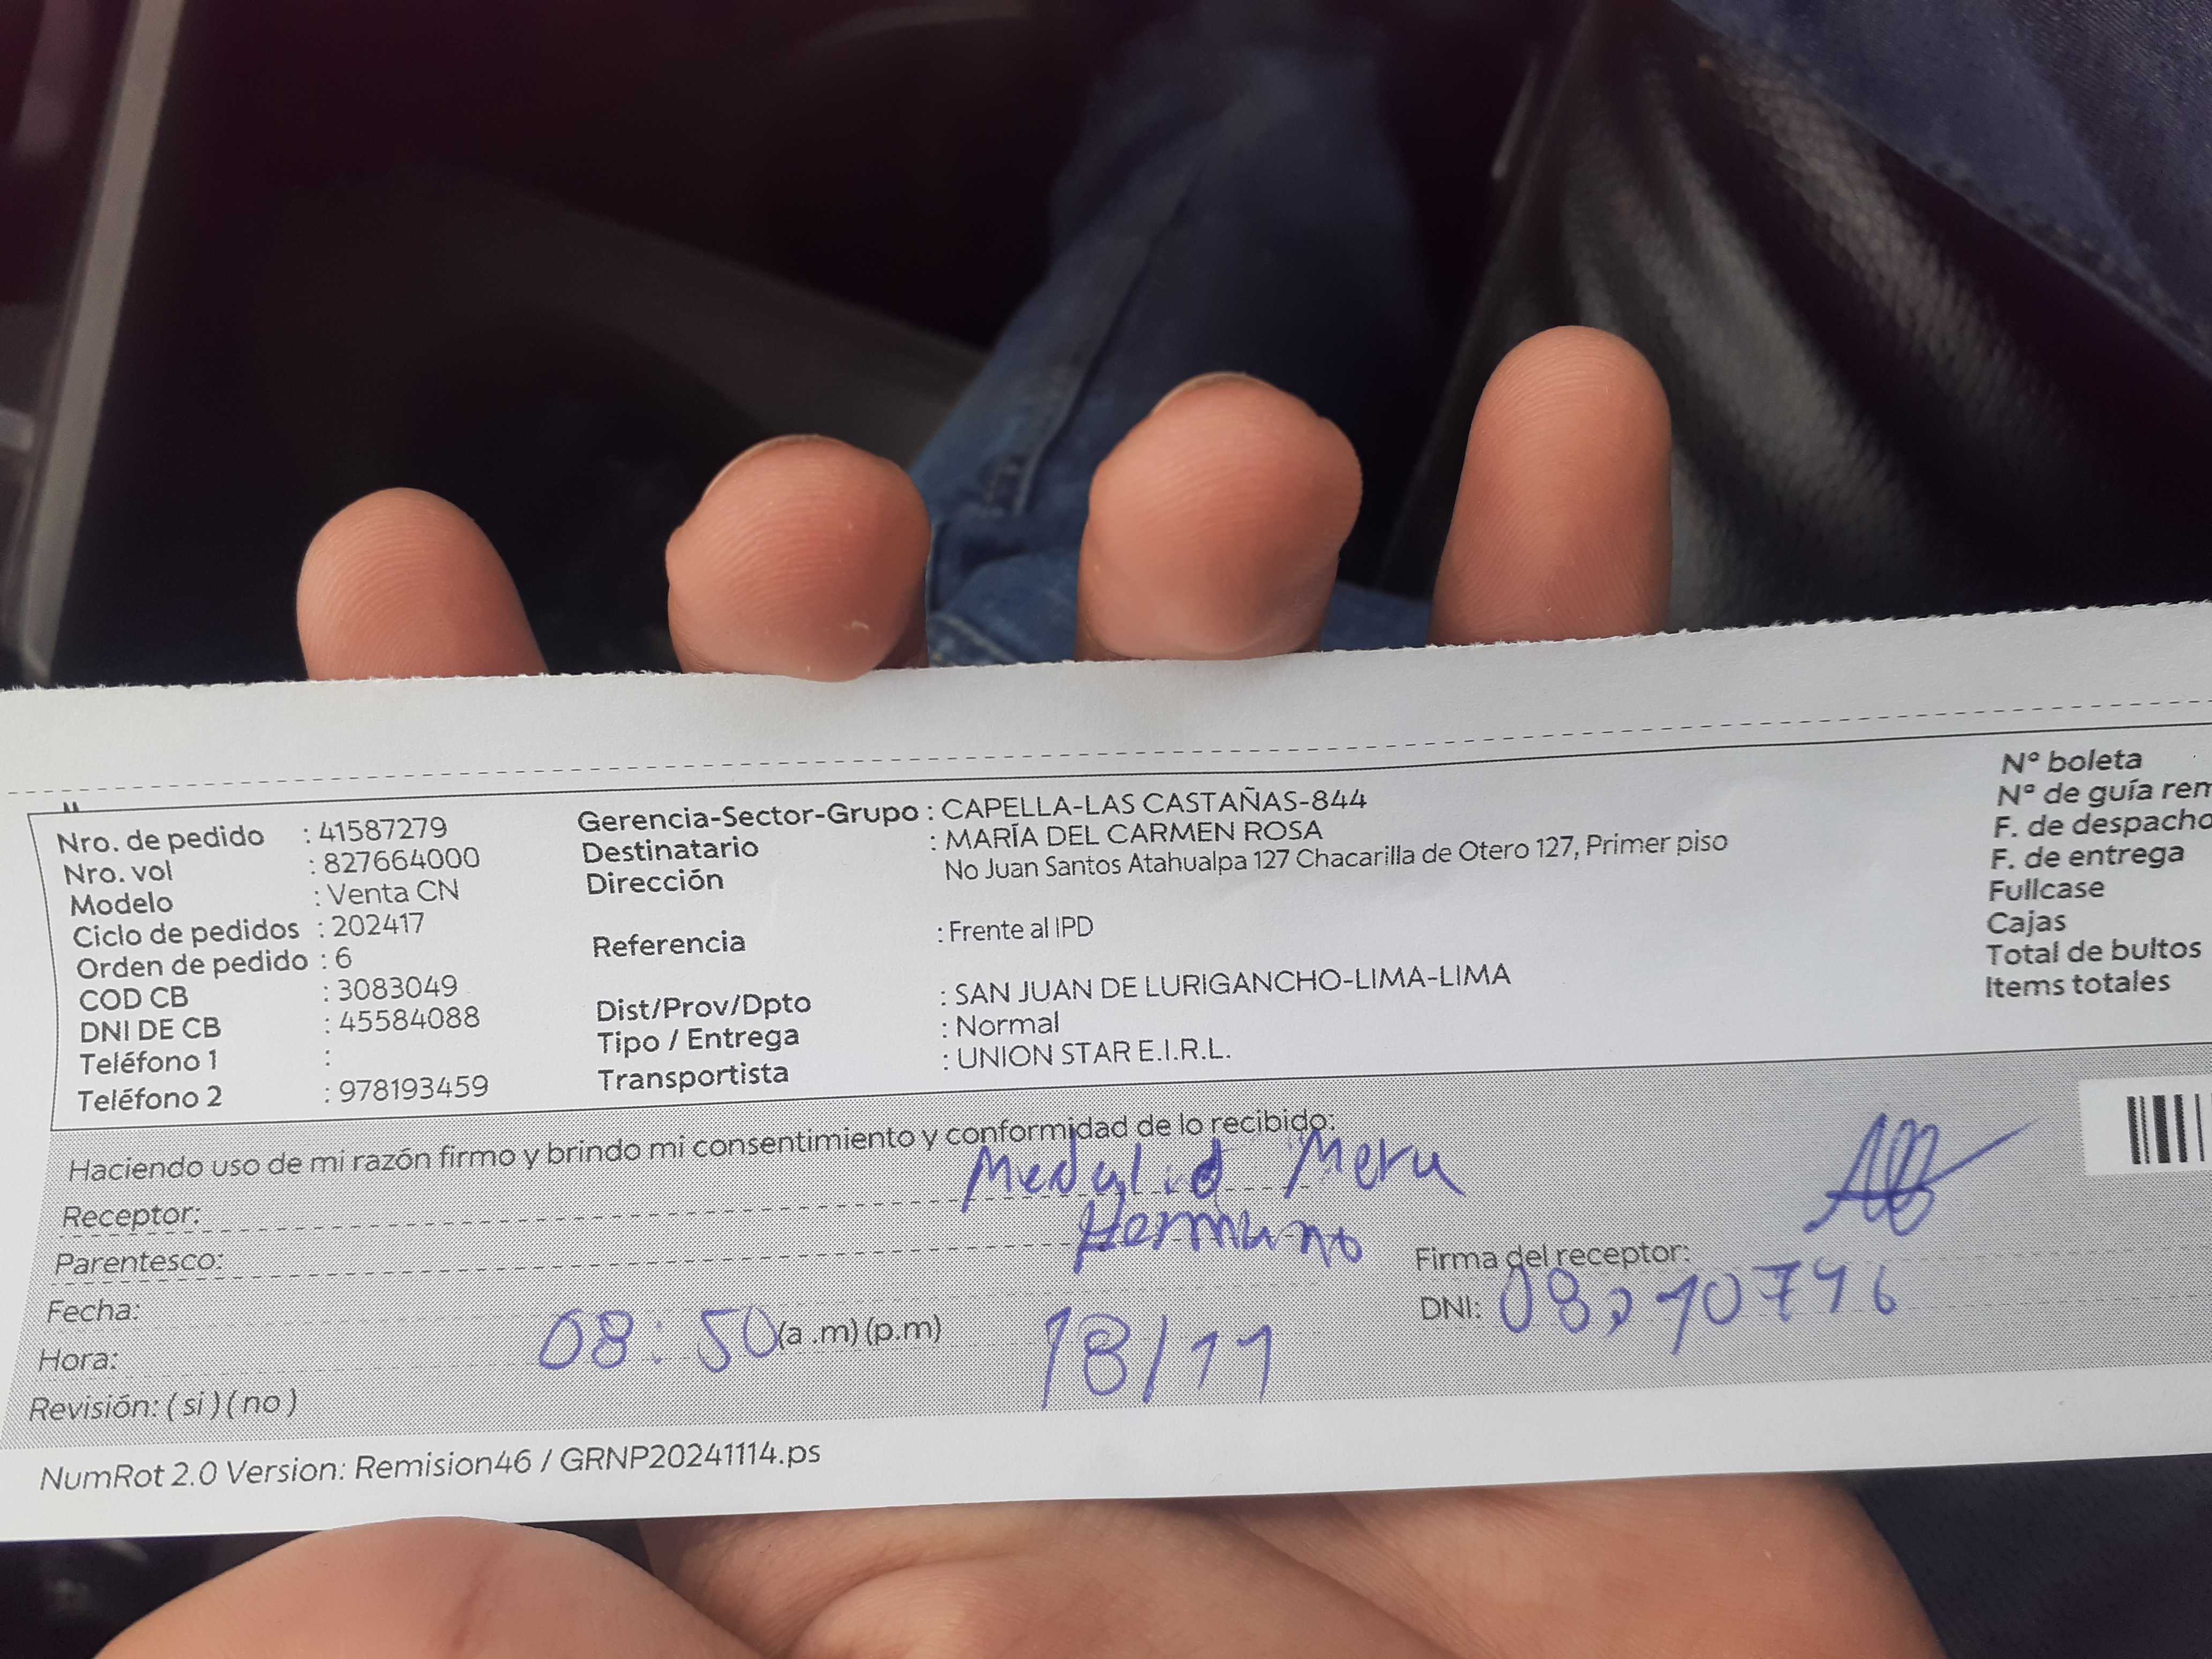 Nro. de pedido : 41587279
Nro. vol : 827664000
Modelo : Venta CN
Ciclo de pedidos : 202417
Orden de pedido : 6
COD CB : 3083049
DNI DE CB : 45584088
Teléfono 1 :
Teléfono 2 : 978193459
Gerencia-Sector-Grupo : CAPELLA-LAS CASTAÑAS-844
Destinatario : MARÍA DEL CARMEN ROSA
Dirección No Juan Santos Atahualpa 127 Chacarilla de Otero 127, Primer piso
Referencia : Frente al IPD
Dist/Prov/Dpto : SAN JUAN DE LURIGANCHO-LIMA-LIMA
Tipo / Entrega : Normal
Transportista : UNION STAR E.I.R.L.
N° boleta
N° de guía rem
F. de despacho
F. de entrega
Fullcase
Cajas
Total de bultos
Items totales
Haciendo uso de mi razón firmo y brindo mi consentimiento y conformidad de lo recibido:
Receptor:
Parentesco: Hermano
Firma del receptor:
Fecha:
DNI:
Hora: 08:50 (a .m) (p.m) 18/11
Revisión: ( si ) ( no )
NumRot 2.0 Version: Remision46 / GRNP20241114.ps